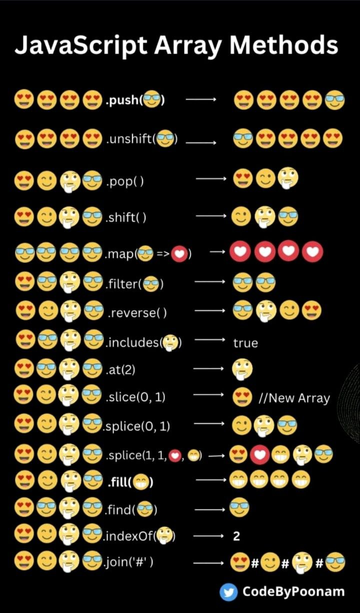 JavaScript Array Methods
😍😍😍😍.push(😎) → 😍😍😍😍😎
😍😍😍😍.unshift(😎) → 😎😍😍😍😍
😍😉🤔😎.pop( ) → 😍😉🤔
😍😉🤔😎.shift( ) → 😉🤔😎
😎😎😎😎.map(😎 => ❤) → ❤❤❤❤
😍😎🤔😎.filter(😎) → 😎😎
😍😉🤔😎.reverse( ) → 😎🤔😉😍
😍😎🤔😎.includes(🤔) → true
😍😎🤔😎.at(2) → 🤔
😍😉🤔😎.slice(0, 1) → 😍 //New Array
😍😉🤔😎.splice(0, 1) → 😉🤔😎
😍😉🤔😎.splice(1, 1,❤, 😁) → 😍❤😁🤔😎
😍😉🤔😎.fill(😁) → 😁😁😁😁
😍😉🤔😎.find(😎) → 😎
😍😉🤔😎.indexOf(🤔) → 2
😍😉🤔😎.join('#') → 😍#😉#🤔#😎
CodeByPoonam